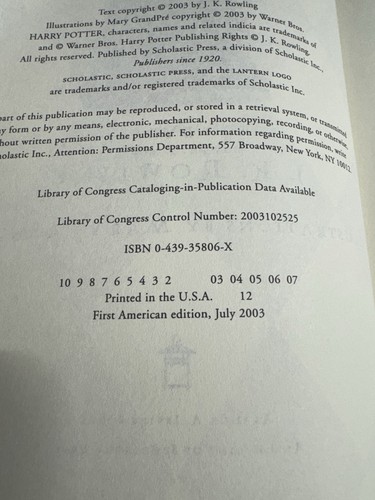 Text copyright © 2003 by J. K. Rowling
Illustrations by Mary GrandPré copyright © 2003 by Warner Bros.
HARRY POTTER, characters, names and related indicia are trademarks of
and © Warner Bros. Harry Potter Publishing Rights © J. K. Rowling.
All rights reserved. Published by Scholastic Press, a division of Scholastic Inc.,
Publishers since 1920.
SCHOLASTIC, SCHOLASTIC PRESS, and the LANTERN LOGO
are trademarks and/or registered trademarks of Scholastic Inc.
part of this publication may be reproduced, or stored in a retrieval system, or transmitted
y form or by any means, electronic, mechanical, photocopying, recording, or otherwise,
hout written permission of the publisher. For information regarding permission, write
holastic Inc., Attention: Permissions Department, 557 Broadway, New York, NY 10012.
Library of Congress Cataloging-in-Publication Data Available
Library of Congress Control Number: 2003102525
ISBN 0-439-35806-X
10 9 8 7 6 5 4 3 2 03 04 05 06 07
Printed in the U.S.A. 12
First American edition, July 2003